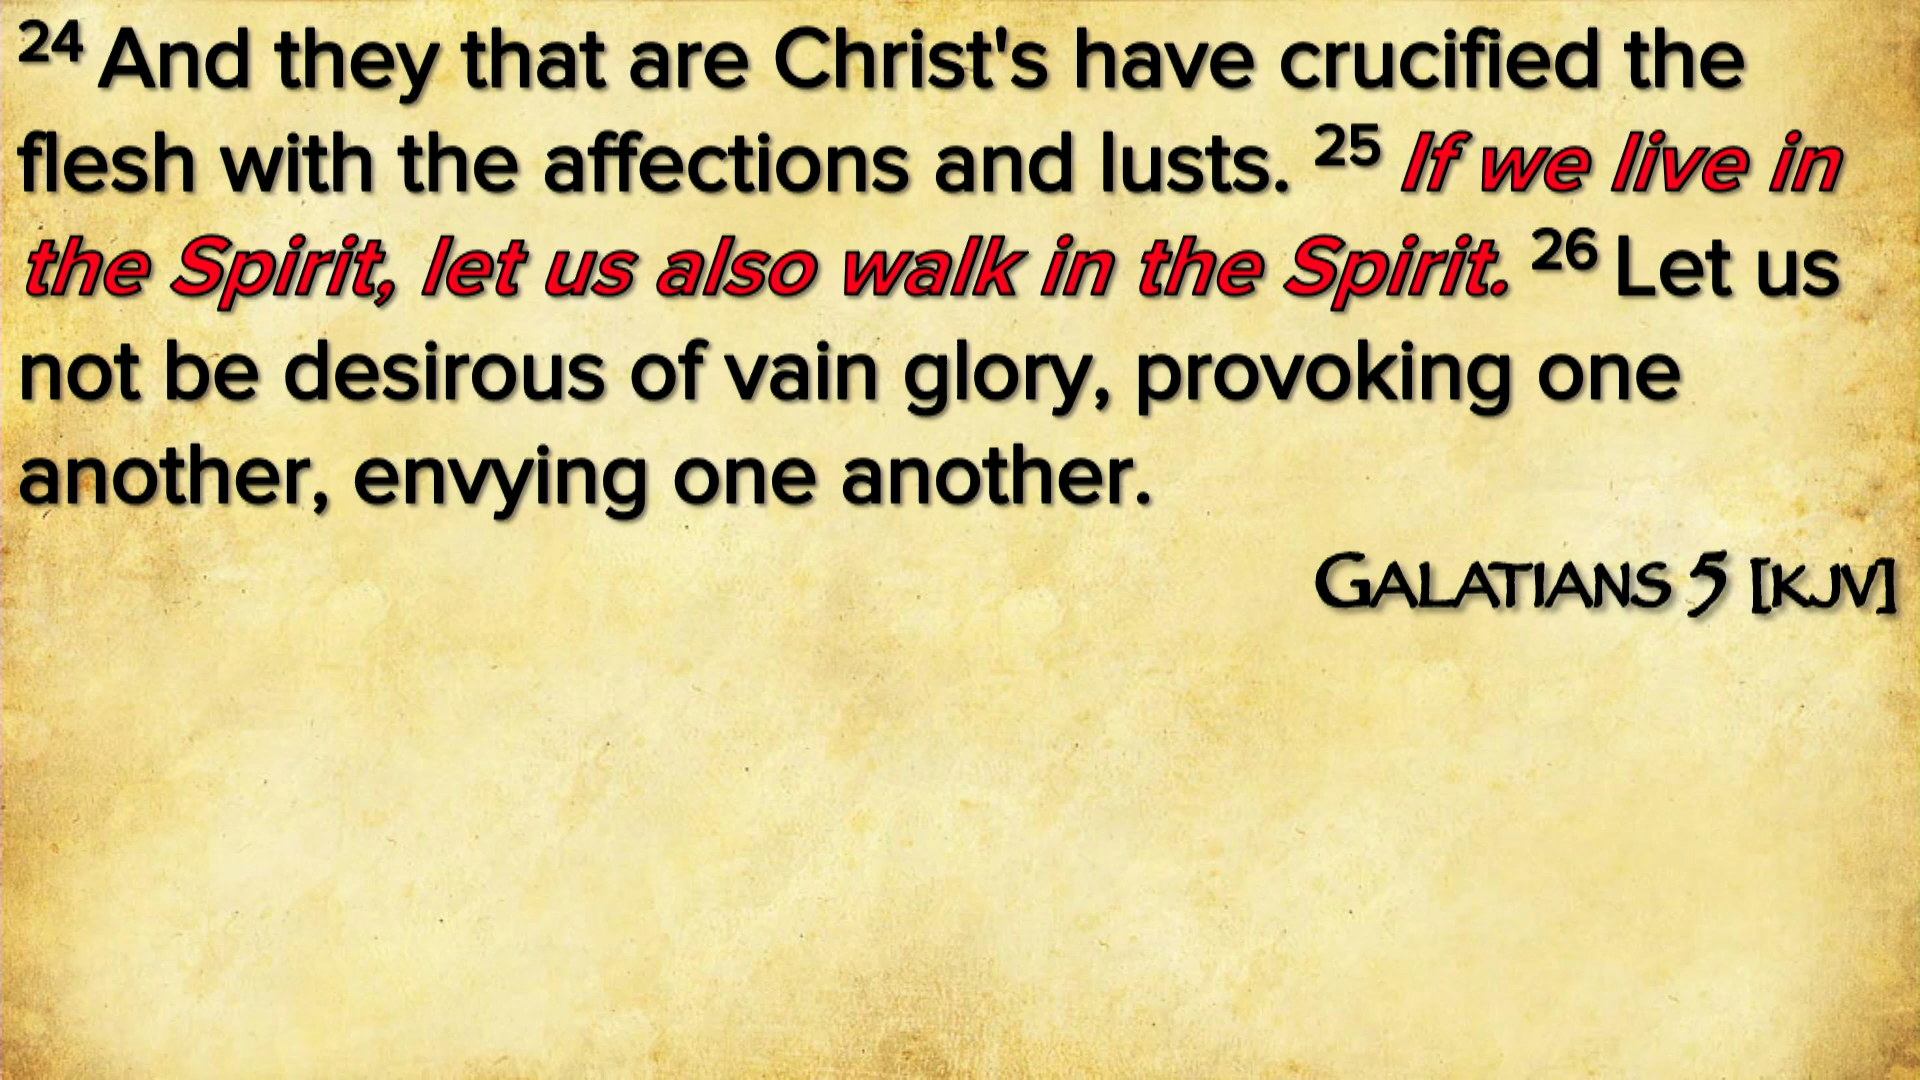 24 And they that are Christ's have crucified the
flesh with the affections and lusts. 25 If we live in
the Spirit, let us also walk in the Spirit. 26 Let us
not be desirous of vain glory, provoking one
another, envying one another.
GALATIANS 5 [KJV]